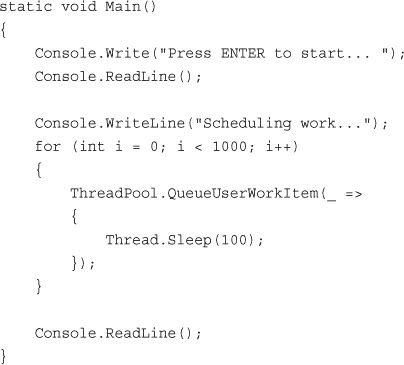 static void Main()
{
    Console.Write("Press ENTER to start... ");
    Console.ReadLine();

    Console.WriteLine("Scheduling work...");
    for (int i = 0; i < 1000; i++)
    {
        ThreadPool.QueueUserWorkItem(_ =>
        {
            Thread.Sleep(100);
        });
    }

    Console.ReadLine();
}